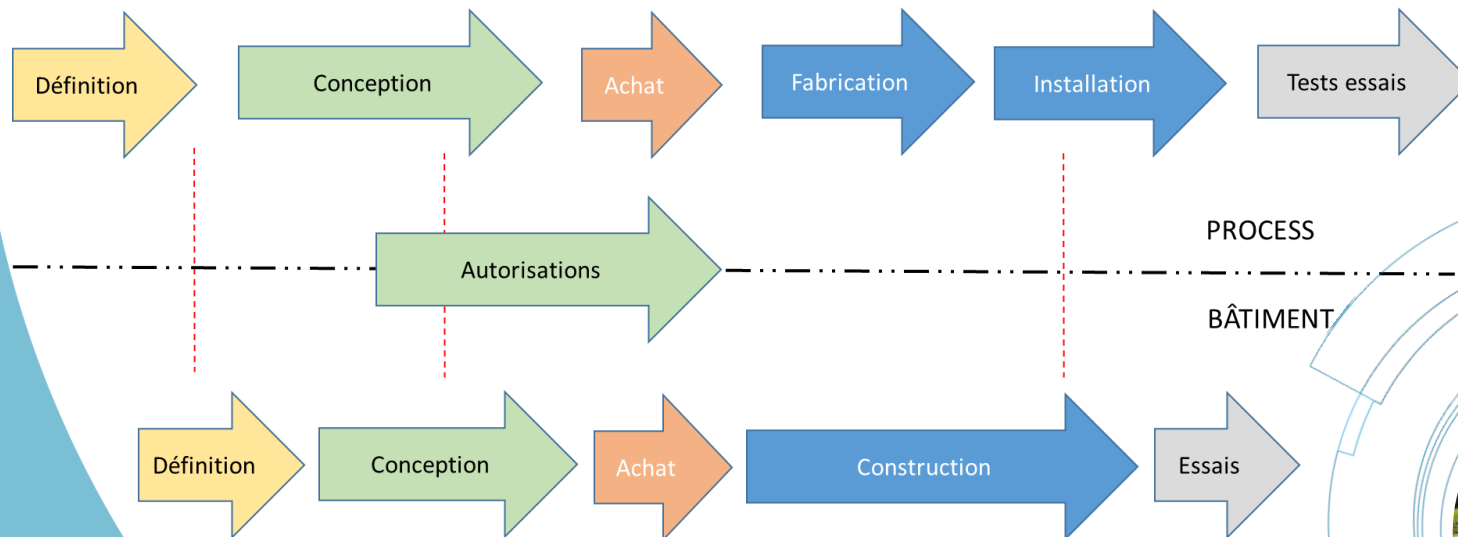 Définition
Conception
Achat
Fabrication
Installation
Tests essais
PROCESS
Autorisations
BÂTIMENT
Définition
Conception
Achat
Construction
Essais